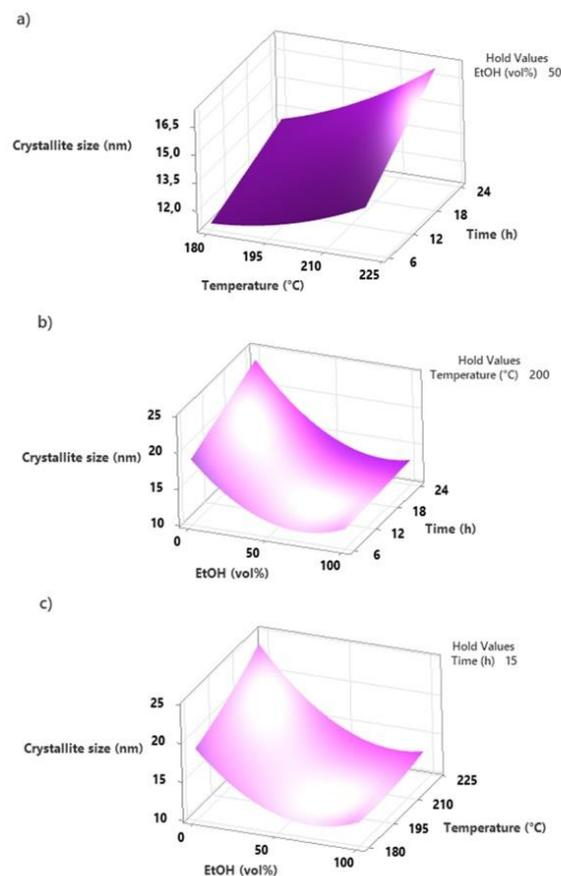 a)
Hold Values
EtOH (vol%) 50
16,5
Crystallite size (nm)
15,0
13,5
12,0
24
18
Time (h)
12
6
180
195
210
225
Temperature (°C)
b)
Hold Values
Temperature (°C) 200
25
20
Crystallite size (nm)
15
10
24
18
Time (h)
12
6
0
50
100
EtOH (vol%)
c)
Hold Values
Time (h) 15
25
20
Crystallite size (nm)
15
10
225
210
Temperature (°C)
195
180
0
50
100
EtOH (vol%)